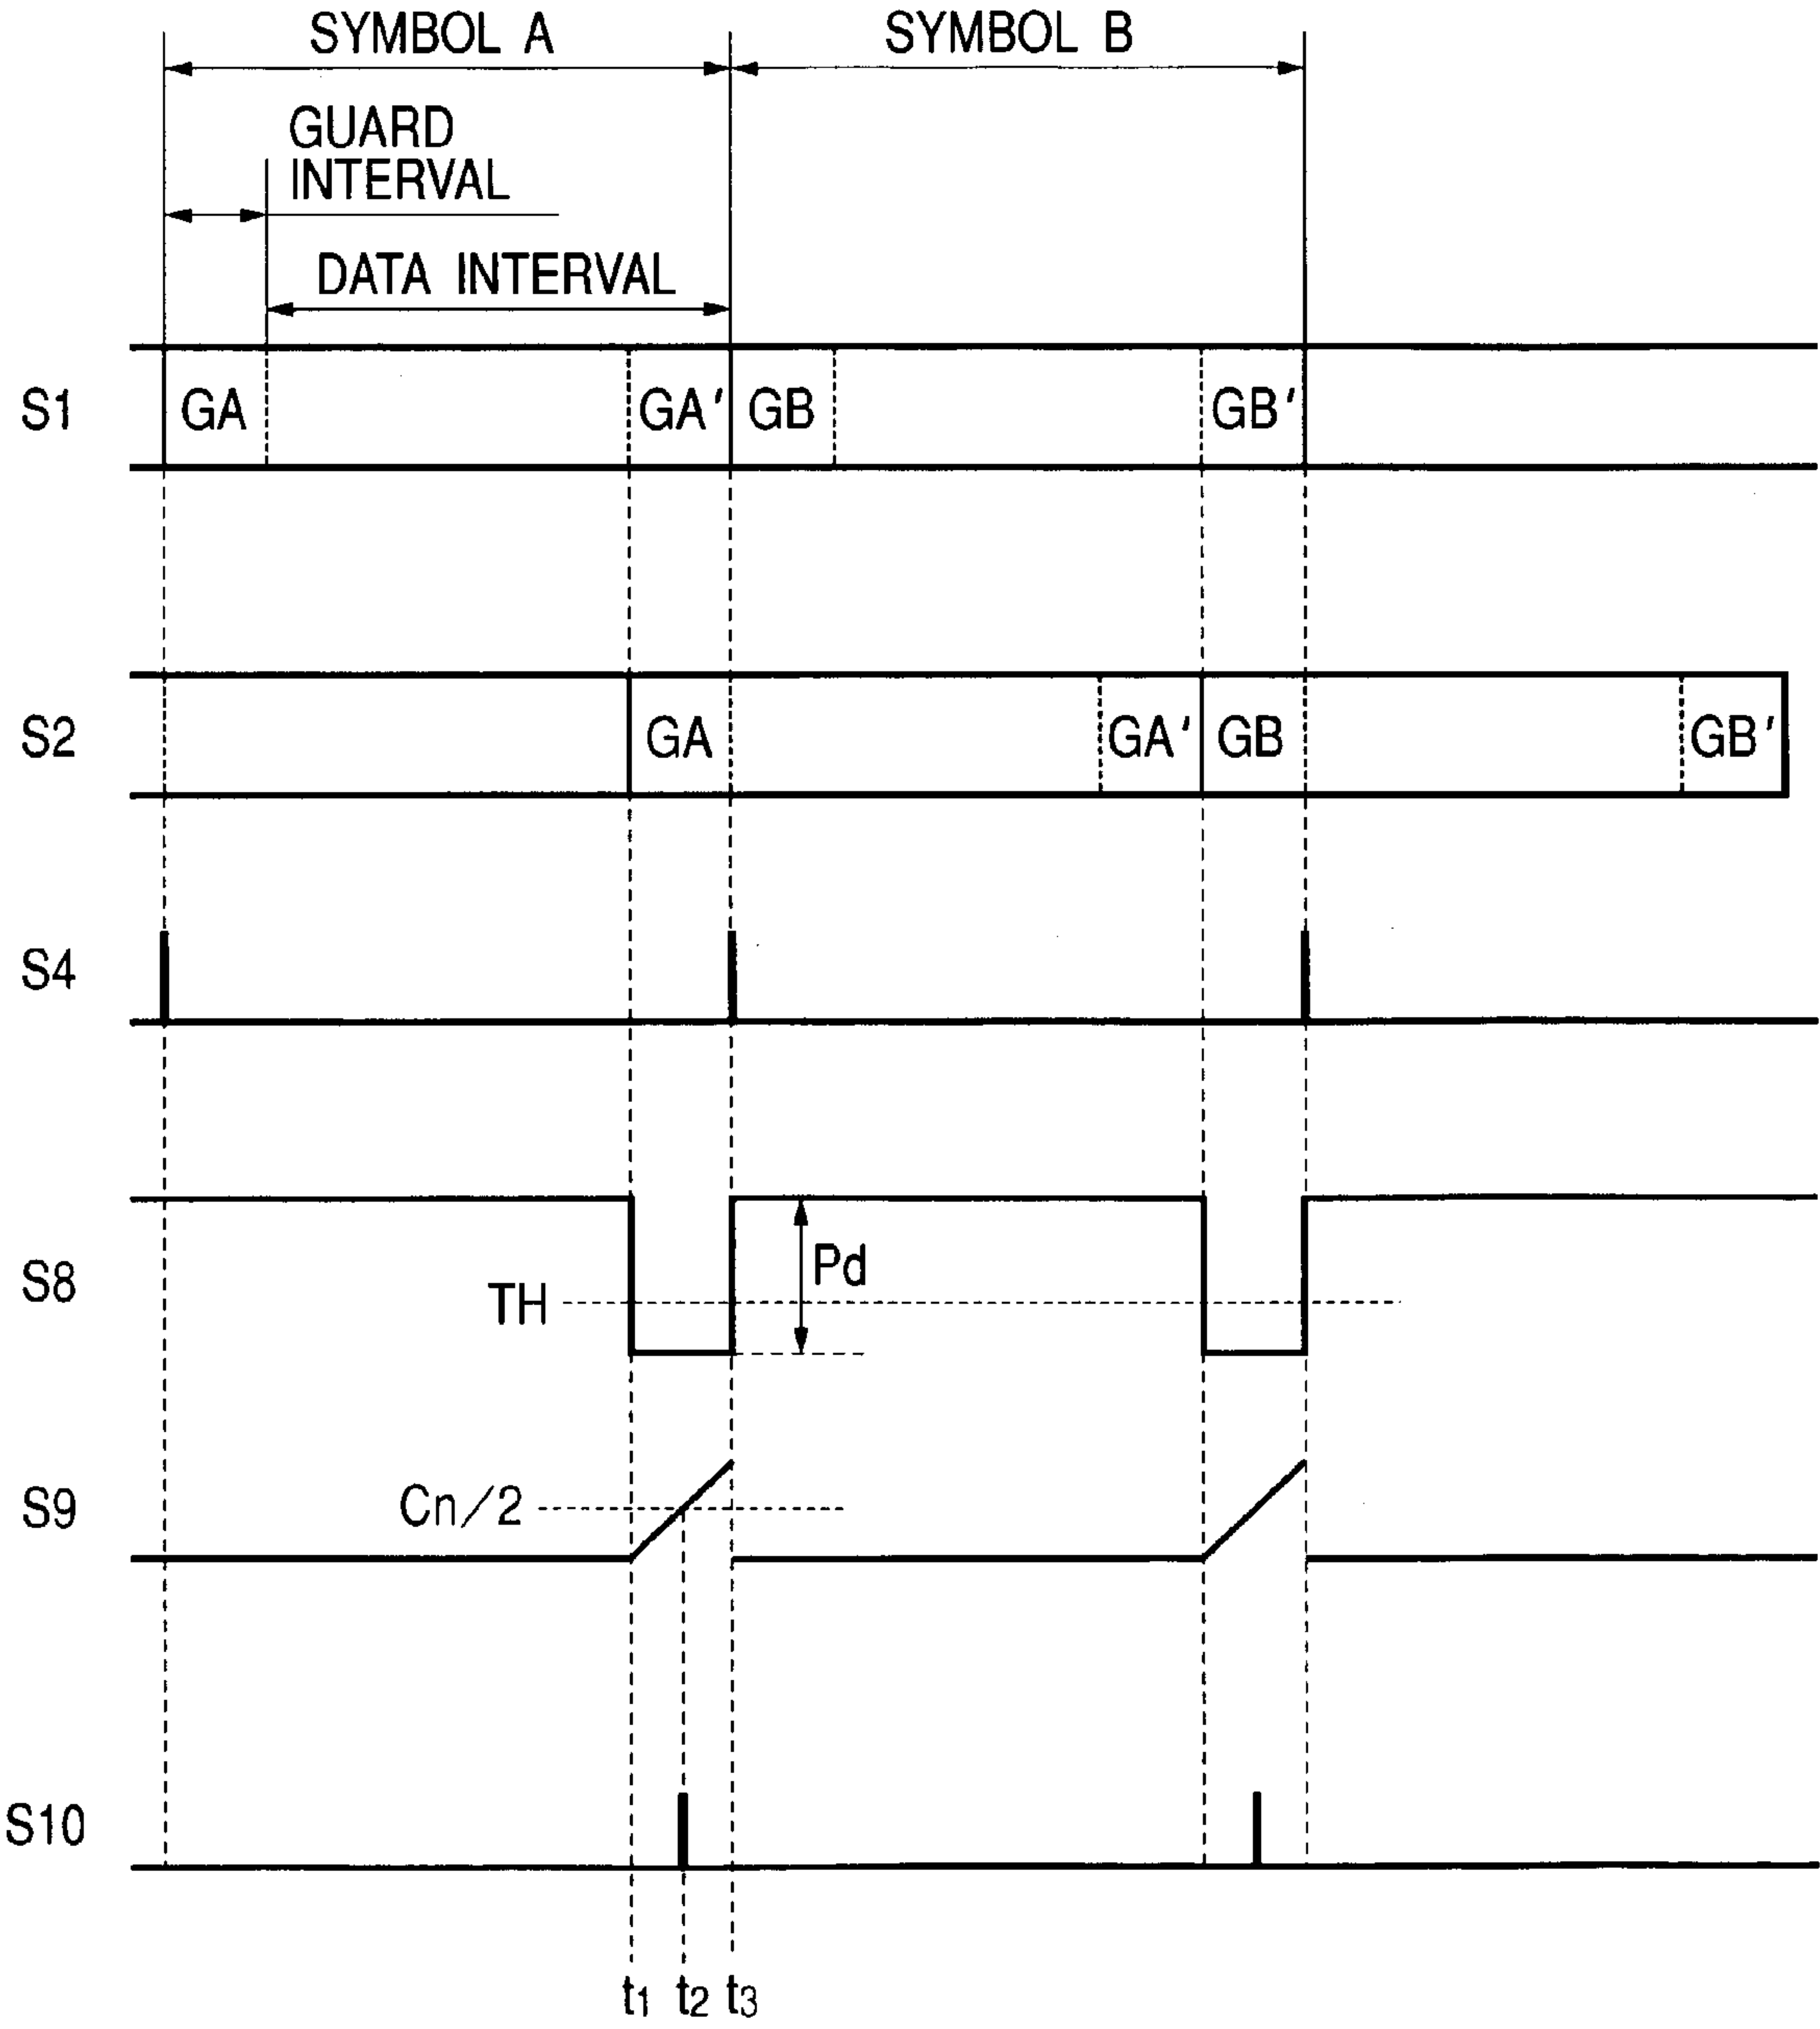 SYMBOL A
SYMBOL B
GUARD
INTERVAL
DATA INTERVAL
S1
GA
GA'
GB
GB'
S2
GA
GA'
GB
GB'
S4
S8
TH
Pd
S9
Cn/2
S10
t1
t2
t3